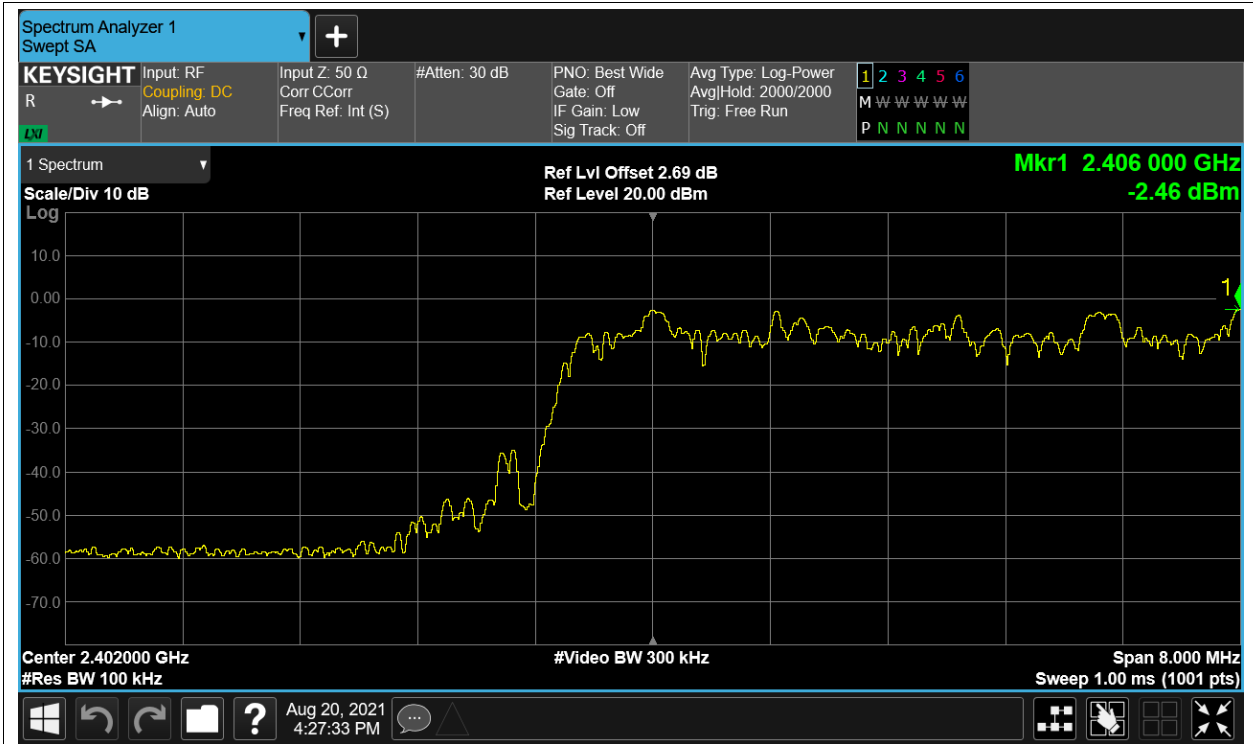 Spectrum Analyzer 1
Swept SA
KEYSIGHT
R
LXI
Input: RF
Coupling: DC
Align: Auto
Input Z: 50 Ω
Corr CCorr
Freq Ref: Int (S)
#Atten: 30 dB
PNO: Best Wide
Gate: Off
IF Gain: Low
Sig Track: Off
Avg Type: Log-Power
Avg|Hold: 2000/2000
Trig: Free Run
1 2 3 4 5 6
M W W W W W
P N N N N N
1 Spectrum
Scale/Div 10 dB
Log
Ref Lvl Offset 2.69 dB
Ref Level 20.00 dBm
Mkr1 2.406 000 GHz
-2.46 dBm
10.0
0.00
-10.0
-20.0
-30.0
-40.0
-50.0
-60.0
-70.0
1
Center 2.402000 GHz
#Res BW 100 kHz
#Video BW 300 kHz
Span 8.000 MHz
Sweep 1.00 ms (1001 pts)
?
Aug 20, 2021
4:27:33 PM